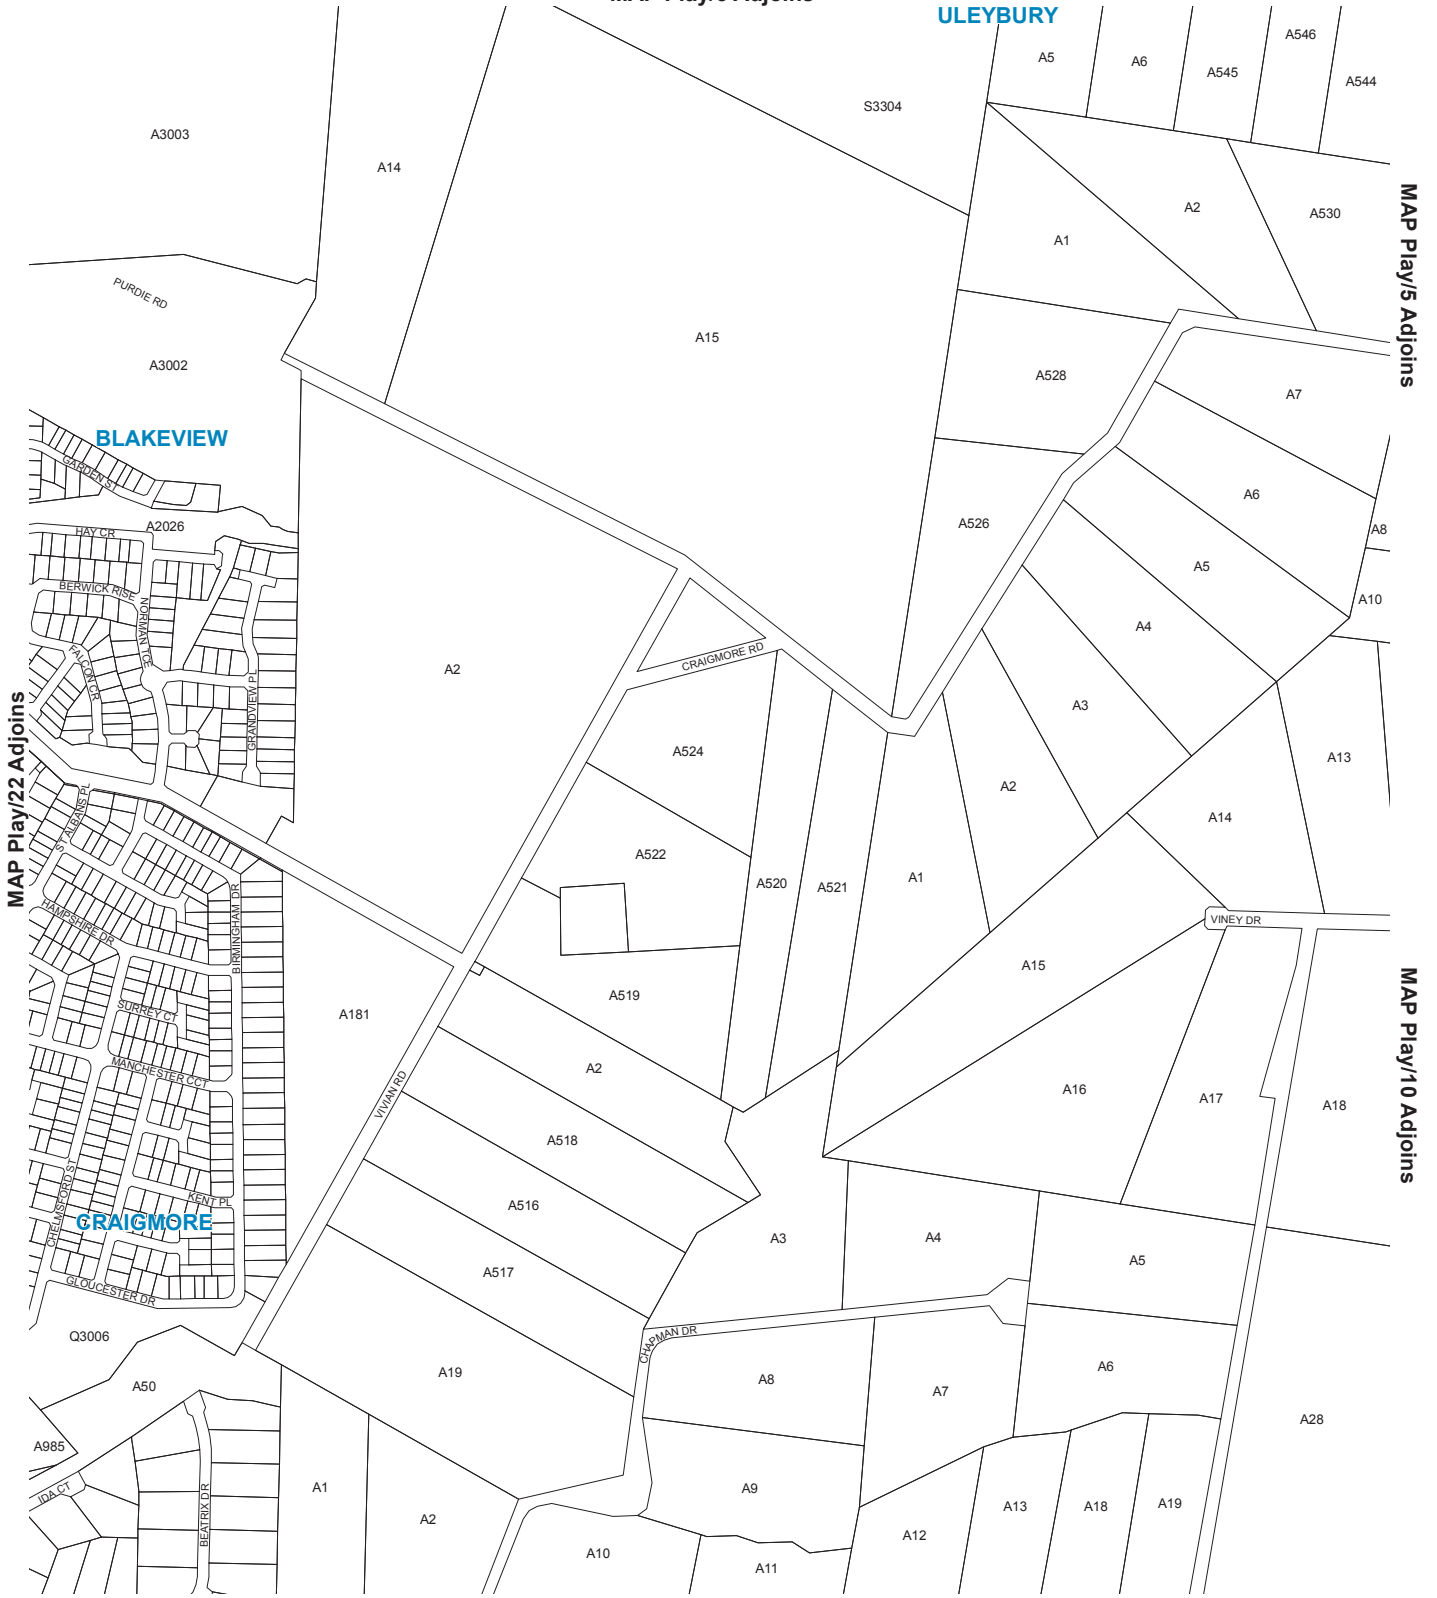 ULEYBURY
A546
A5
A6
A545
A544
S3304
A3003
A14
A2
A530
A1
MAP Play/5 Adjoins
PURDIE RD
A15
A3002
A528
A7
BLAKEVIEW
GARDEN ST
A6
A2026
A526
A8
HAY CR
A5
BERWICK RISE
A10
NORMAN TCE
A4
FALCON CR
CRAIGMORE RD
A2
GRANDVIEW PL
A3
A524
A13
MAP Play/22 Adjoins
A2
ST ALBANS PL
A14
A522
A520
A521
A1
HAMPSHIRE DR
BIRMINGHAM DR
VINEY DR
A15
A519
SURREY CT
A181
MAP Play/10 Adjoins
MANCHESTER CCT
A2
VIVIAN RD
A16
A17
A18
A518
KENT PL
CHELMSFORD ST
A516
CRAIGMORE
A3
A4
A5
A517
GLOUCESTER DR
Q3006
CHAPMAN DR
A19
A8
A6
A50
A7
A28
A985
A1
A9
IDA CT
BEATRIX DR
A2
A12
A13
A18
A19
A10
A11